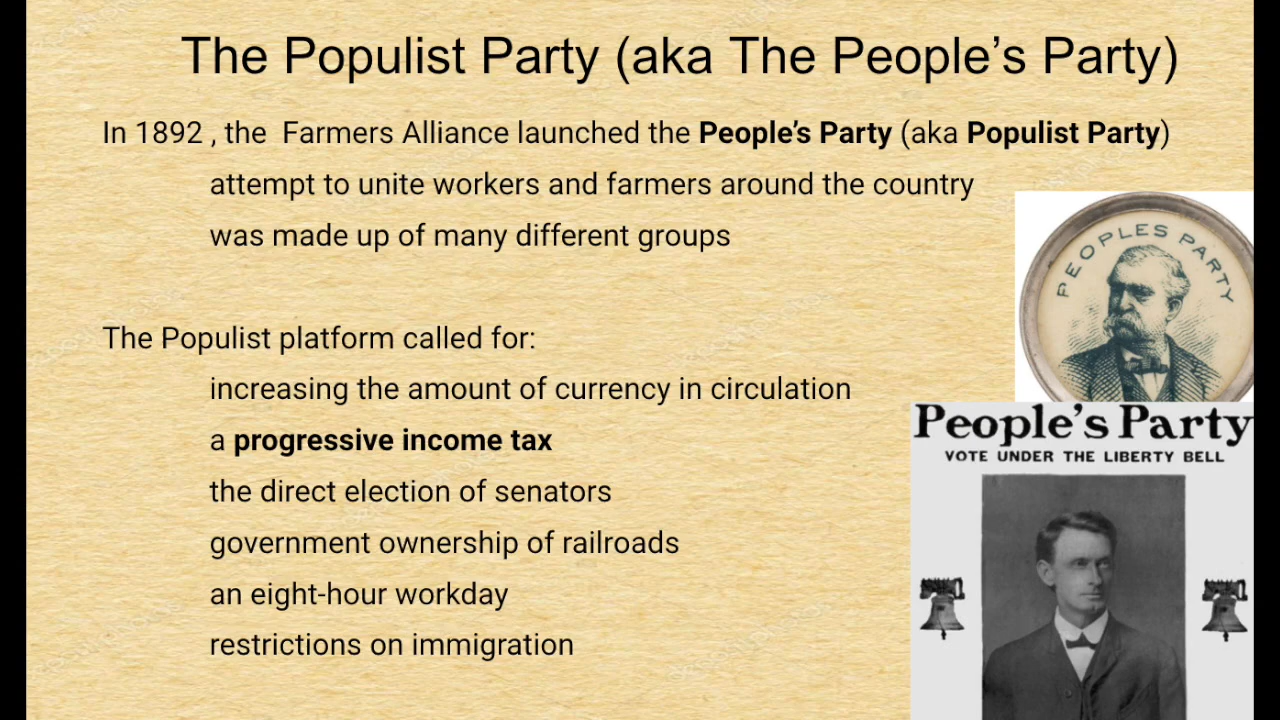 The Populist Party (aka The People’s Party)
In 1892 , the  Farmers Alliance launched the People’s Party (aka Populist Party)
attempt to unite workers and farmers around the country
was made up of many different groups
The Populist platform called for:
increasing the amount of currency in circulation
a progressive income tax
the direct election of senators
government ownership of railroads
an eight-hour workday
restrictions on immigration
PEOPLES PARTY
People’s Party
VOTE UNDER THE LIBERTY BELL